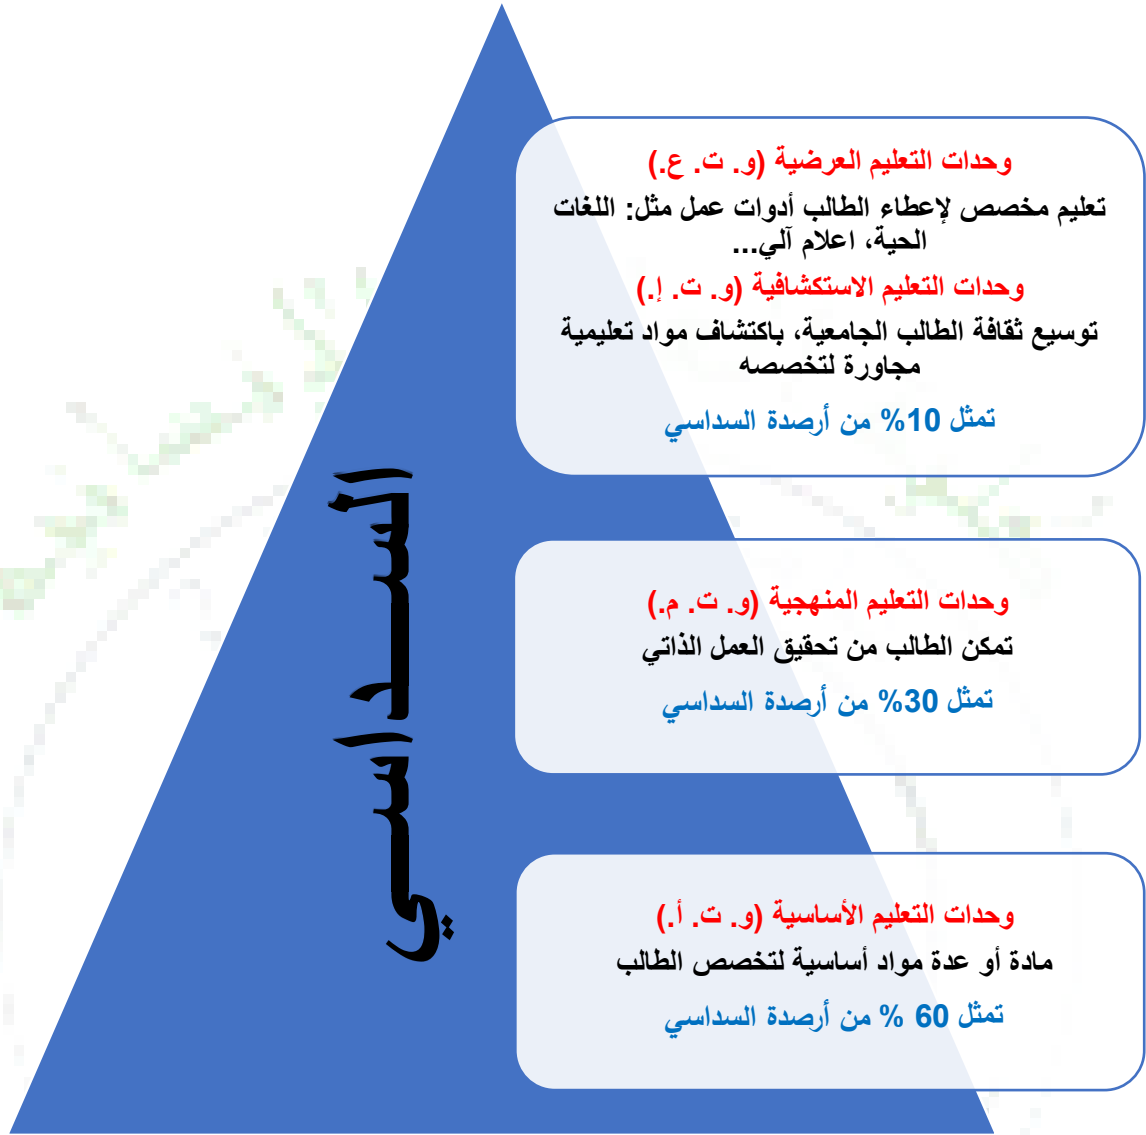 وحدات التعليم العرضية (و. ت. ع.)
تعليم مخصص لإعطاء الطالب أدوات عمل مثل: اللغات
الحية، اعلام آلي...
وحدات التعليم الاستكشافية (و. ت. إ.)
توسيع ثقافة الطالب الجامعية، باكتشاف مواد تعليمية
مجاورة لتخصصه
تمثل 10% من أرصدة السداسي
الســداسـي
وحدات التعليم المنهجية (و. ت. م.)
تمكن الطالب من تحقيق العمل الذاتي
تمثل 30% من أرصدة السداسي
وحدات التعليم الأساسية (و. ت. أ.)
مادة أو عدة مواد أساسية لتخصص الطالب
تمثل 60 % من أرصدة السداسي